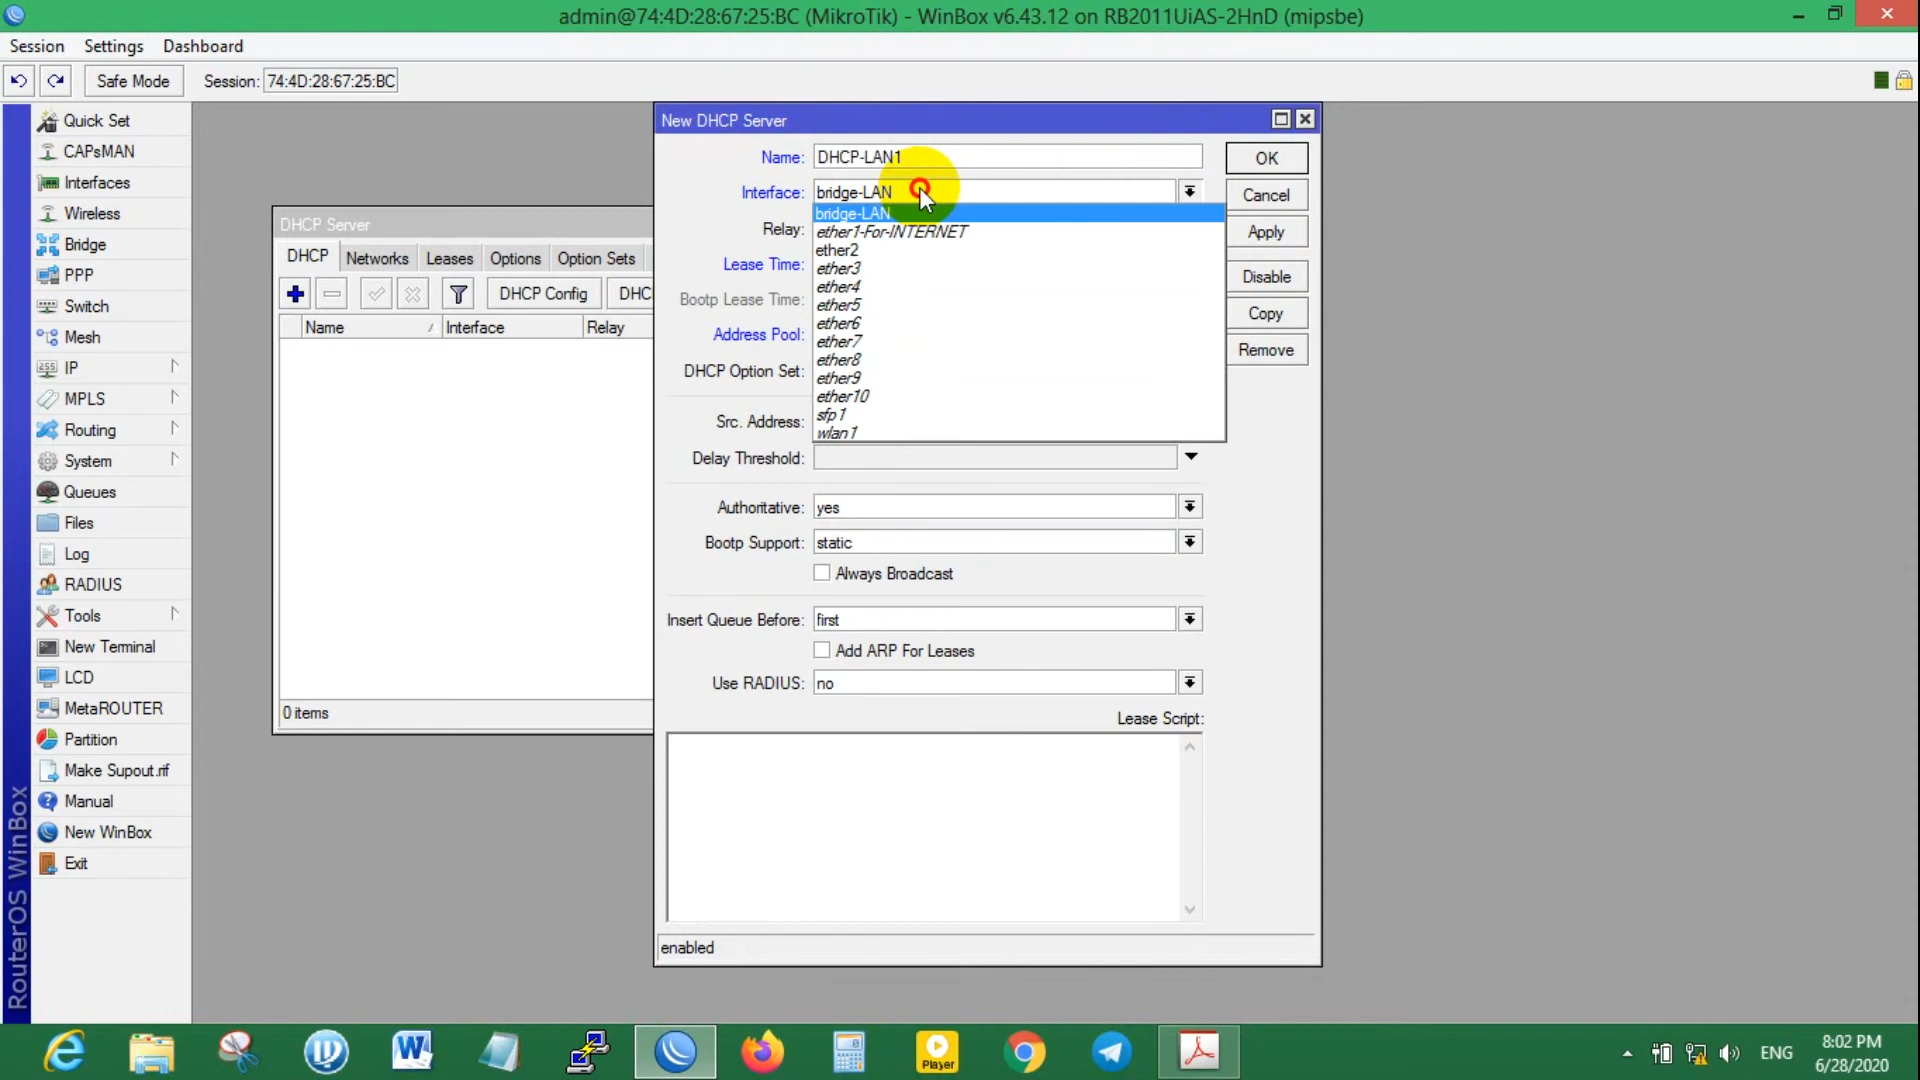 admin@74:4D:28:67:25:BC (MikroTik) - WinBox v6.43.12 on RB2011UiAS-2HnD (mipsbe)
Session Settings Dashboard
Safe Mode Session: 74:4D:28:67:25:BC
Quick Set
CAPsMAN
Interfaces
Wireless
Bridge
PPP
Switch
Mesh
IP
MPLS
Routing
System
Queues
Files
Log
RADIUS
Tools
New Terminal
LCD
MetaROUTER
Partition
Make Supout.rif
Manual
New WinBox
Exit
RouterOS WinBox
DHCP Server
DHCP Networks Leases Options Option Sets
DHCP Config DHC
Name Interface Relay
0 items
New DHCP Server
Name: DHCP-LAN1
Interface: bridge-LAN
bridge-LAN
ether1-For-INTERNET
ether2
ether3
ether4
ether5
ether6
ether7
ether8
ether9
ether10
sfp1
wlan1
Relay:
Lease Time:
Bootp Lease Time:
Address Pool:
DHCP Option Set:
Src. Address:
Delay Threshold:
Authoritative: yes
Bootp Support: static
Always Broadcast
Insert Queue Before: first
Add ARP For Leases
Use RADIUS: no
Lease Script:
enabled
OK
Cancel
Apply
Disable
Copy
Remove
Player
ENG
8:02 PM
6/28/2020